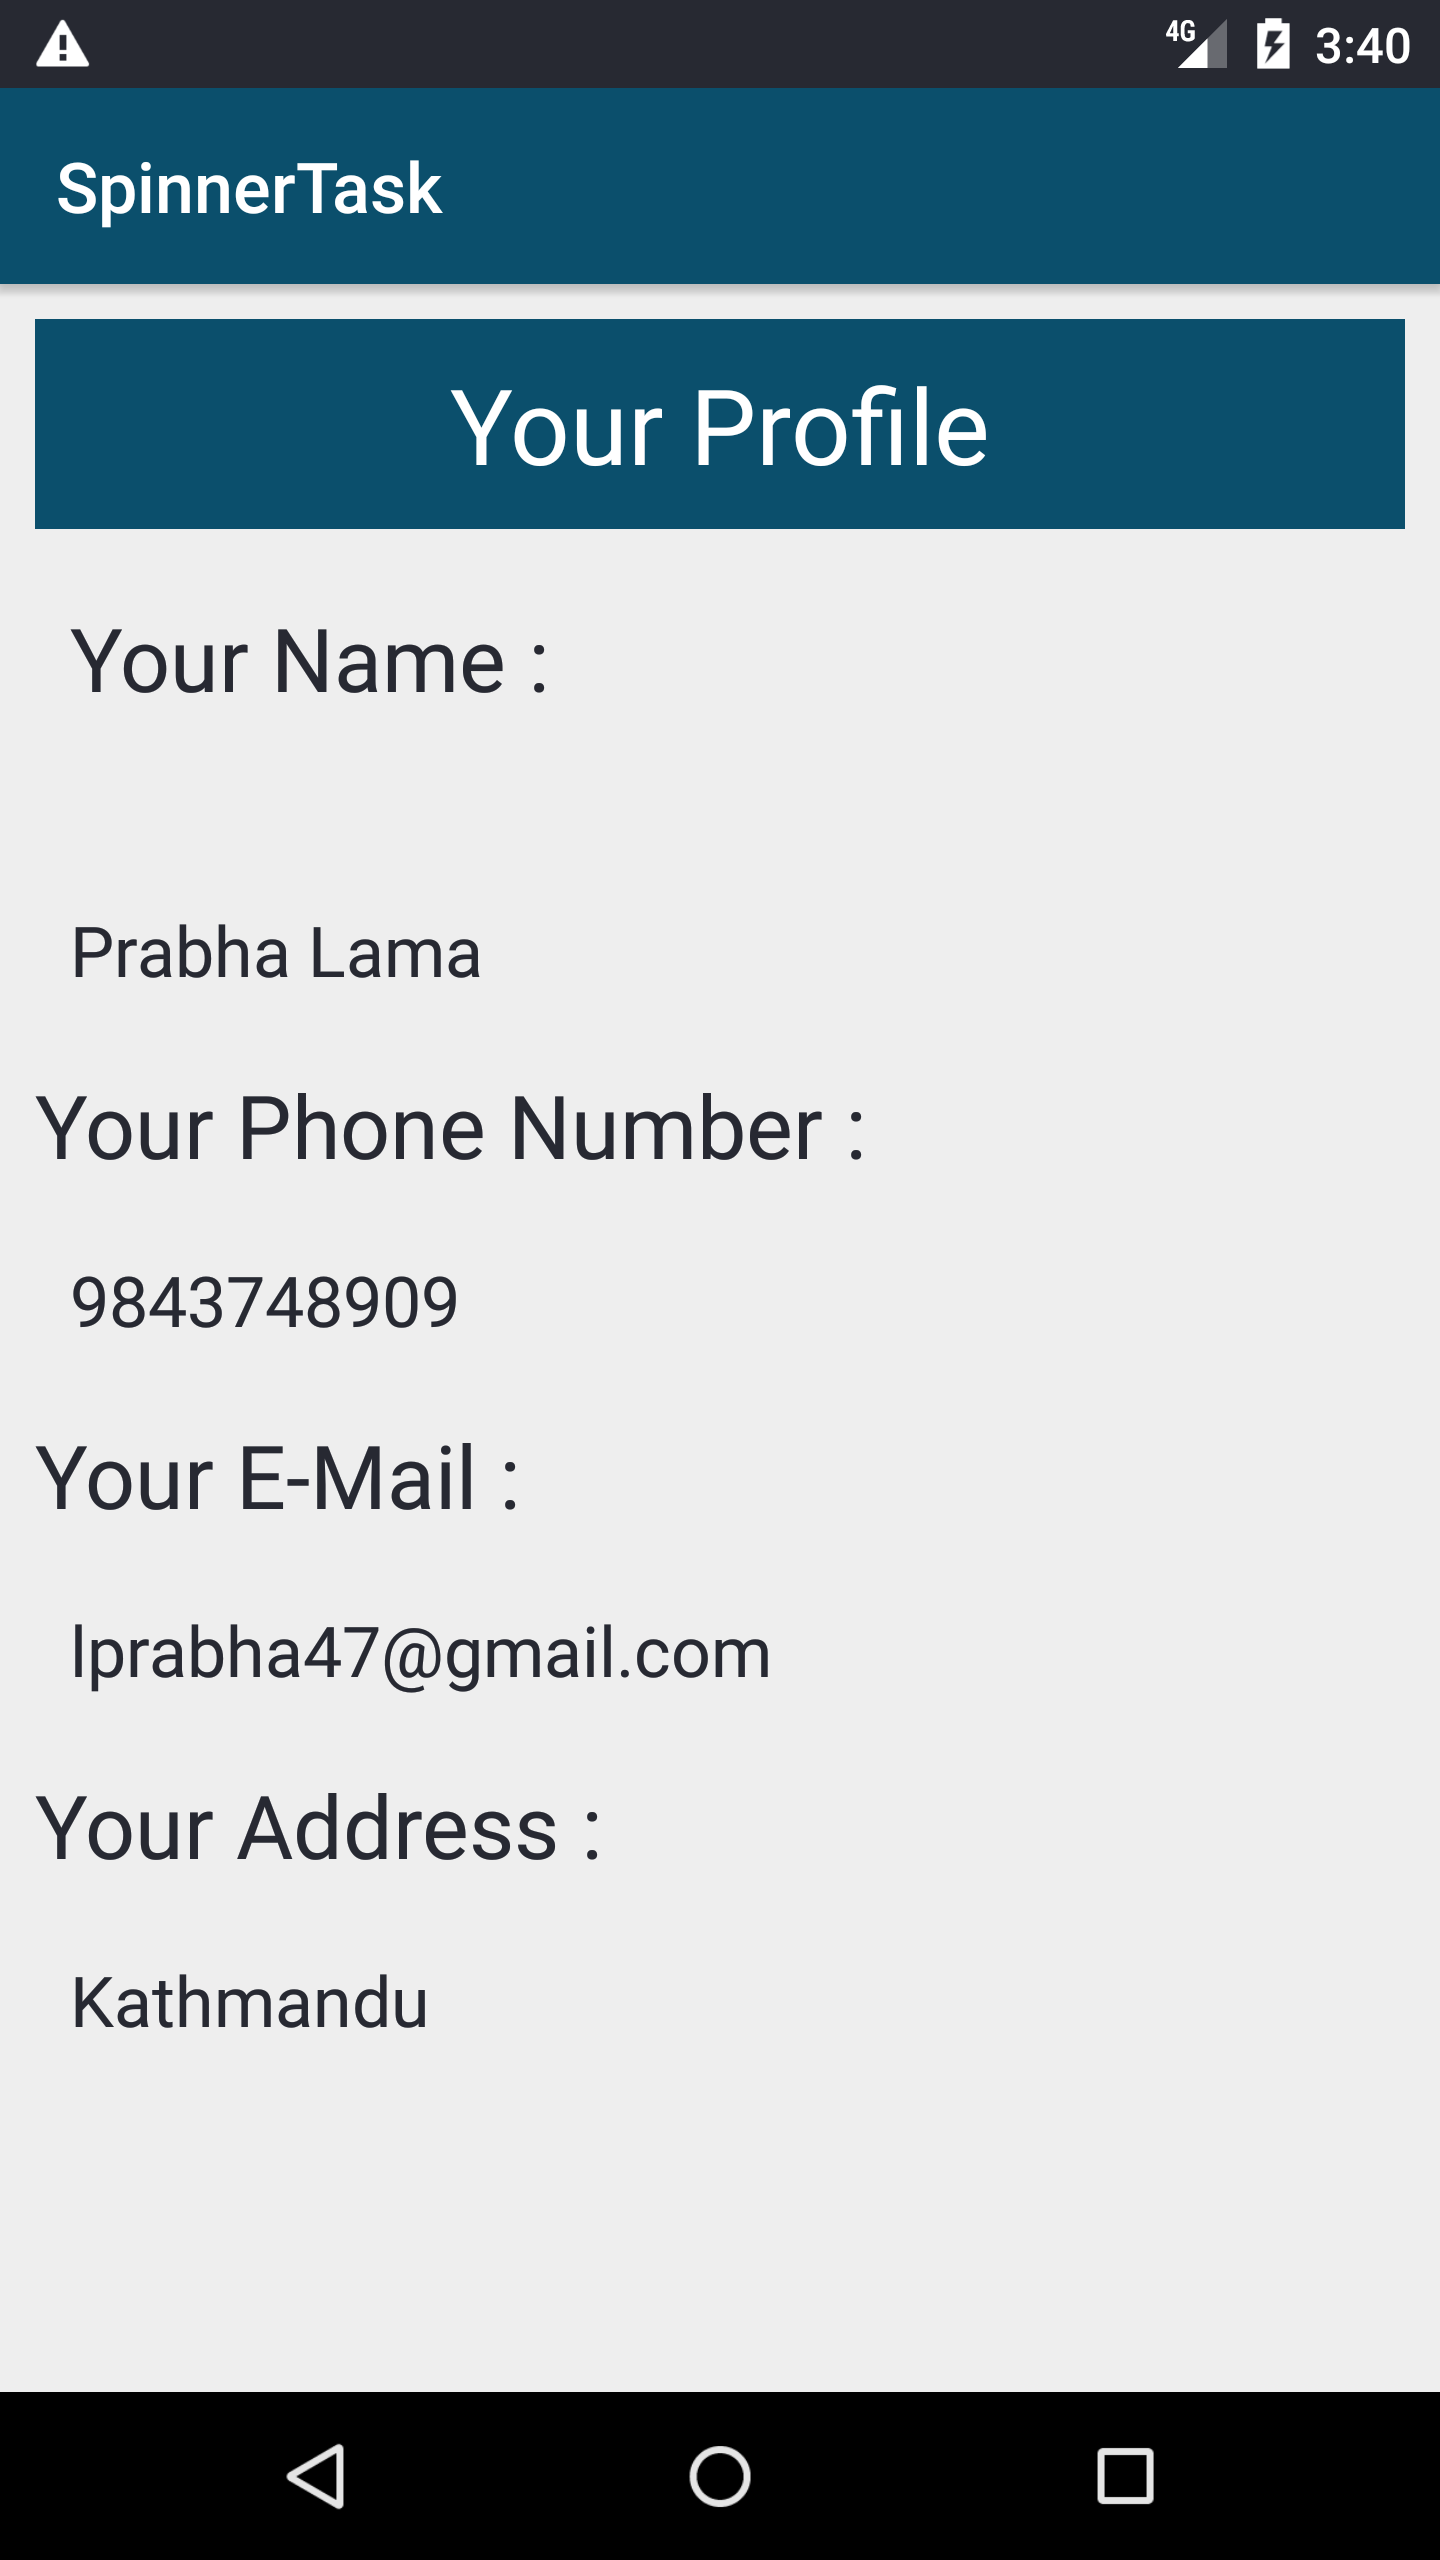 4G 3:40
SpinnerTask
Your Profile
Your Name :
Prabha Lama
Your Phone Number :
9843748909
Your E-Mail :
lprabha47@gmail.com
Your Address :
Kathmandu